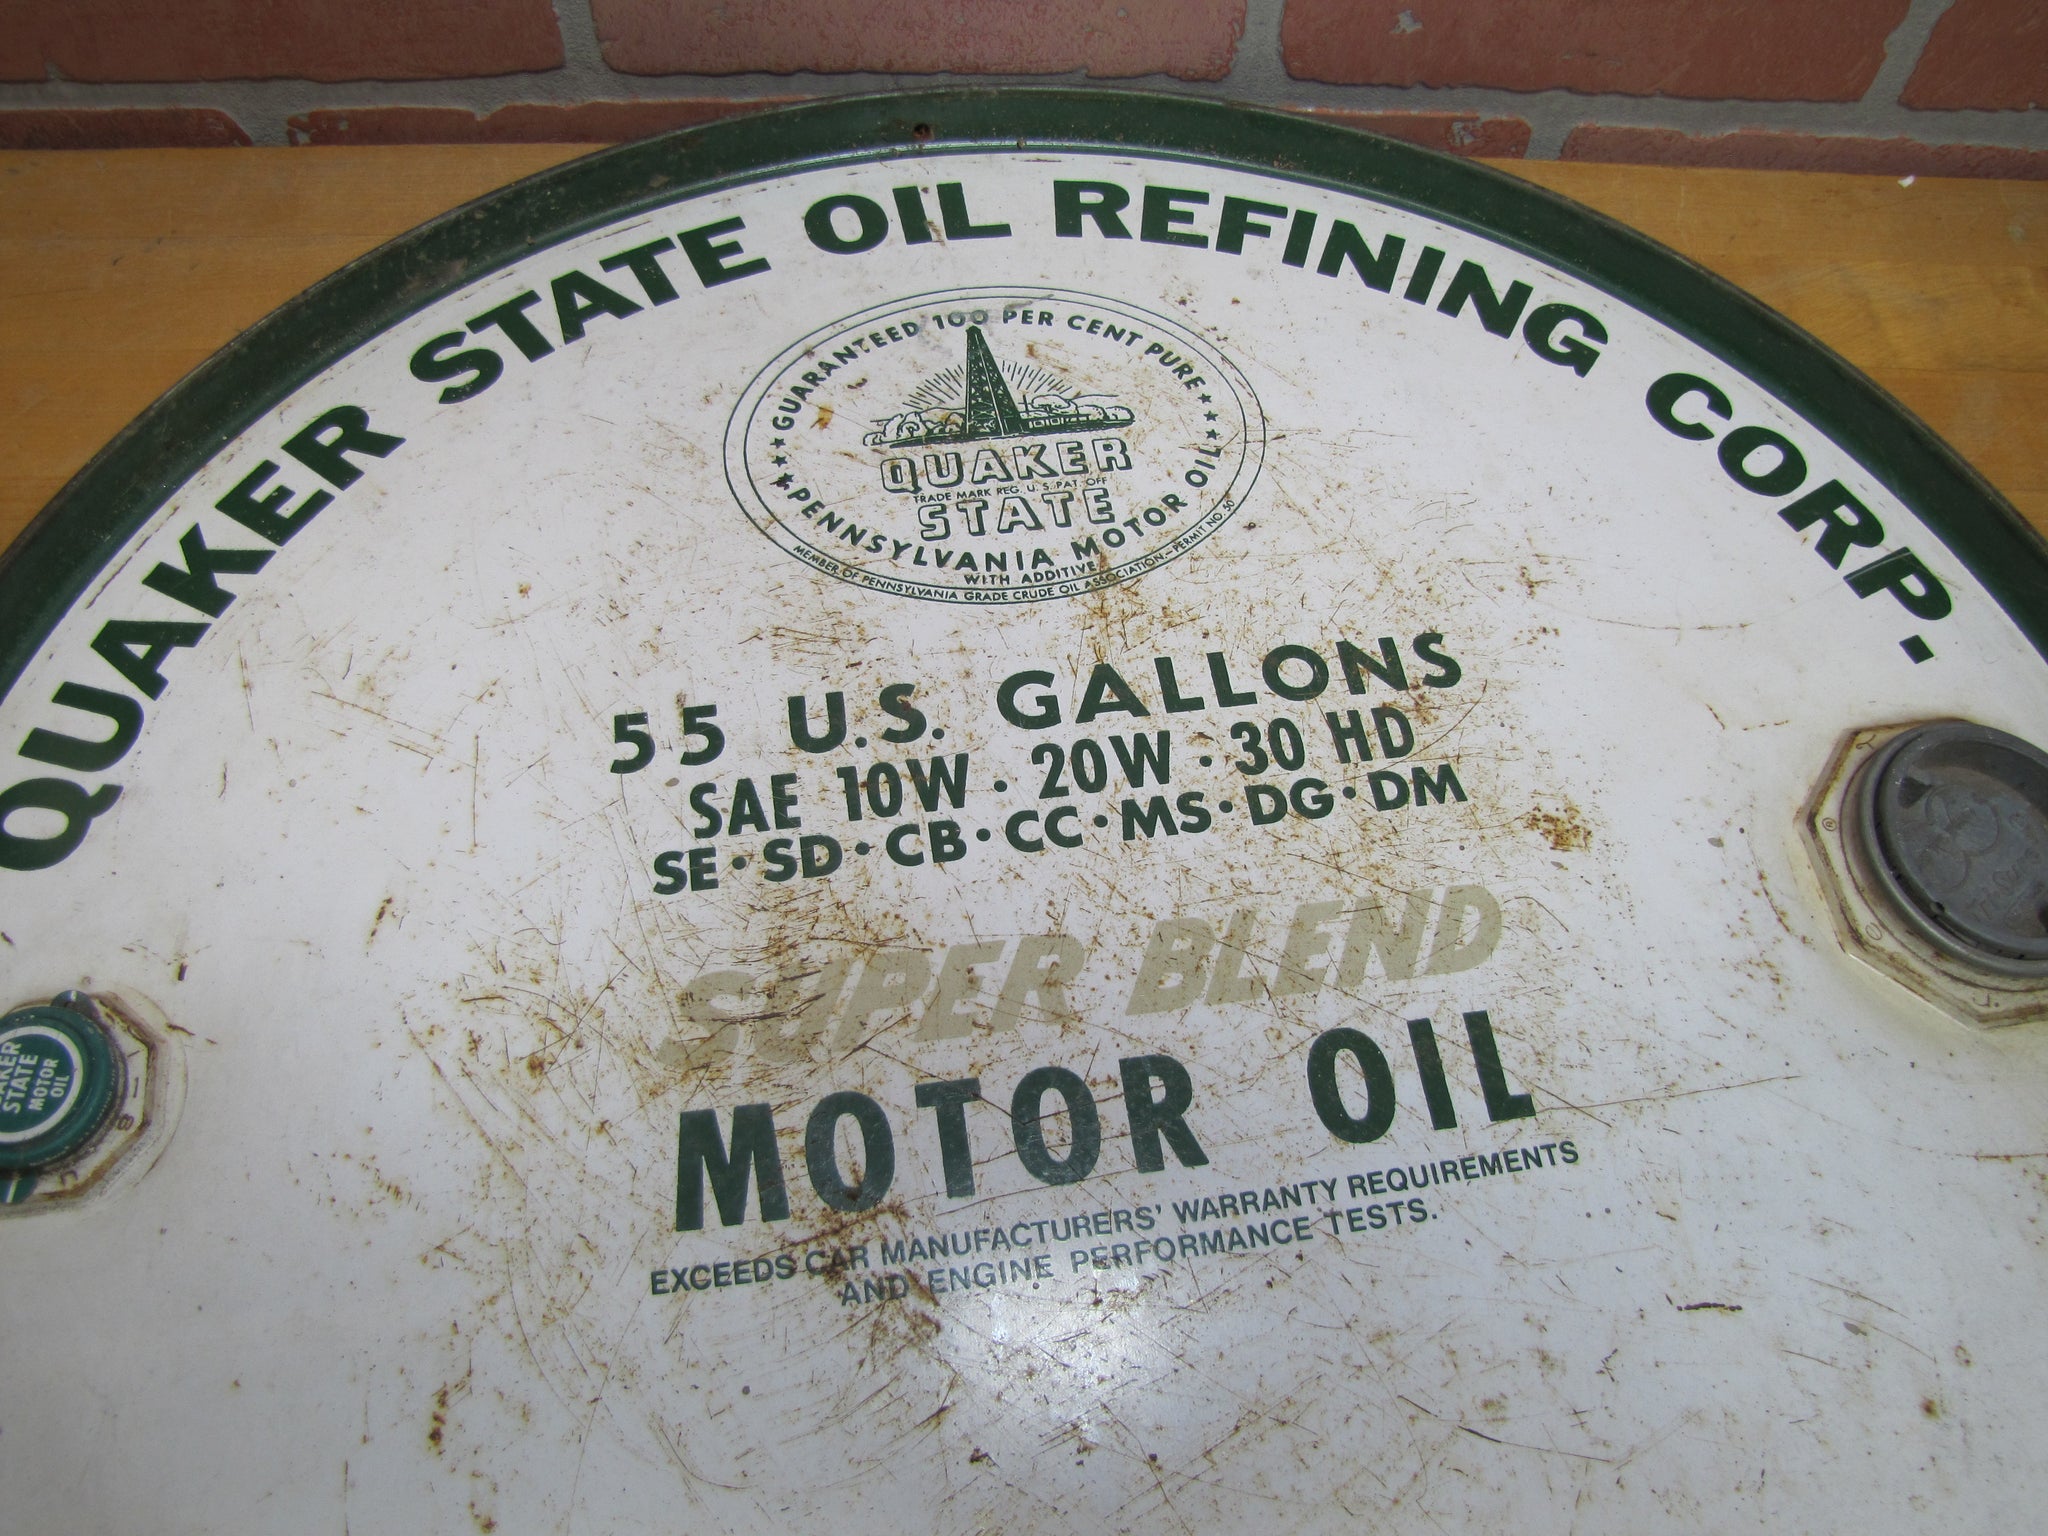 QUAKER STATE OIL REFINING CORP.
GUARANTEED 100 PER CENT PURE
QUAKER
TRADE MARK REG. U.S. PAT. OFF
STATE
PENNSYLVANIA MOTOR OIL
WITH ADDITIVE
MEMBER OF PENNSYLVANIA GRADE CRUDE OIL ASSOCIATION-PERMIT NO. 50
55 U.S. GALLONS
SAE 10W · 20W · 30 HD
SE · SD · CB · CC · MS · DG · DM
SUPER BLEND
MOTOR OIL
EXCEEDS CAR MANUFACTURERS' WARRANTY REQUIREMENTS
AND ENGINE PERFORMANCE TESTS.
STATE
MOTOR
OIL